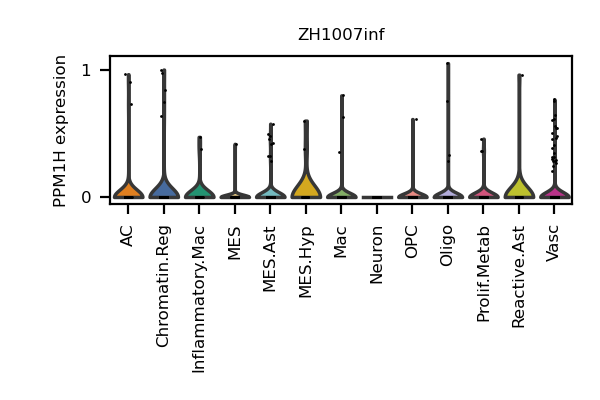 ZH1007inf
PPM1H expression
1
0
AC
Chromatin.Reg
Inflammatory.Mac
MES
MES.Ast
MES.Hyp
Mac
Neuron
OPC
Oligo
Prolif.Metab
Reactive.Ast
Vasc